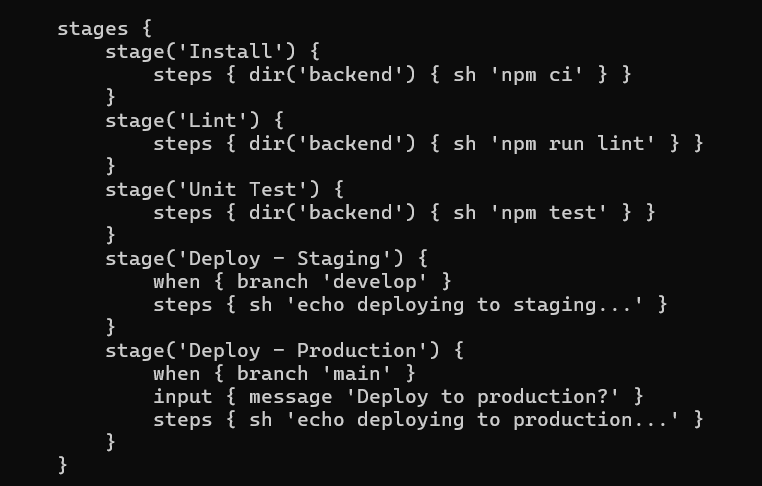 stages {
    stage('Install') {
        steps { dir('backend') { sh 'npm ci' } }
    }
    stage('Lint') {
        steps { dir('backend') { sh 'npm run lint' } }
    }
    stage('Unit Test') {
        steps { dir('backend') { sh 'npm test' } }
    }
    stage('Deploy – Staging') {
        when { branch 'develop' }
        steps { sh 'echo deploying to staging...' }
    }
    stage('Deploy – Production') {
        when { branch 'main' }
        input { message 'Deploy to production?' }
        steps { sh 'echo deploying to production...' }
    }
}